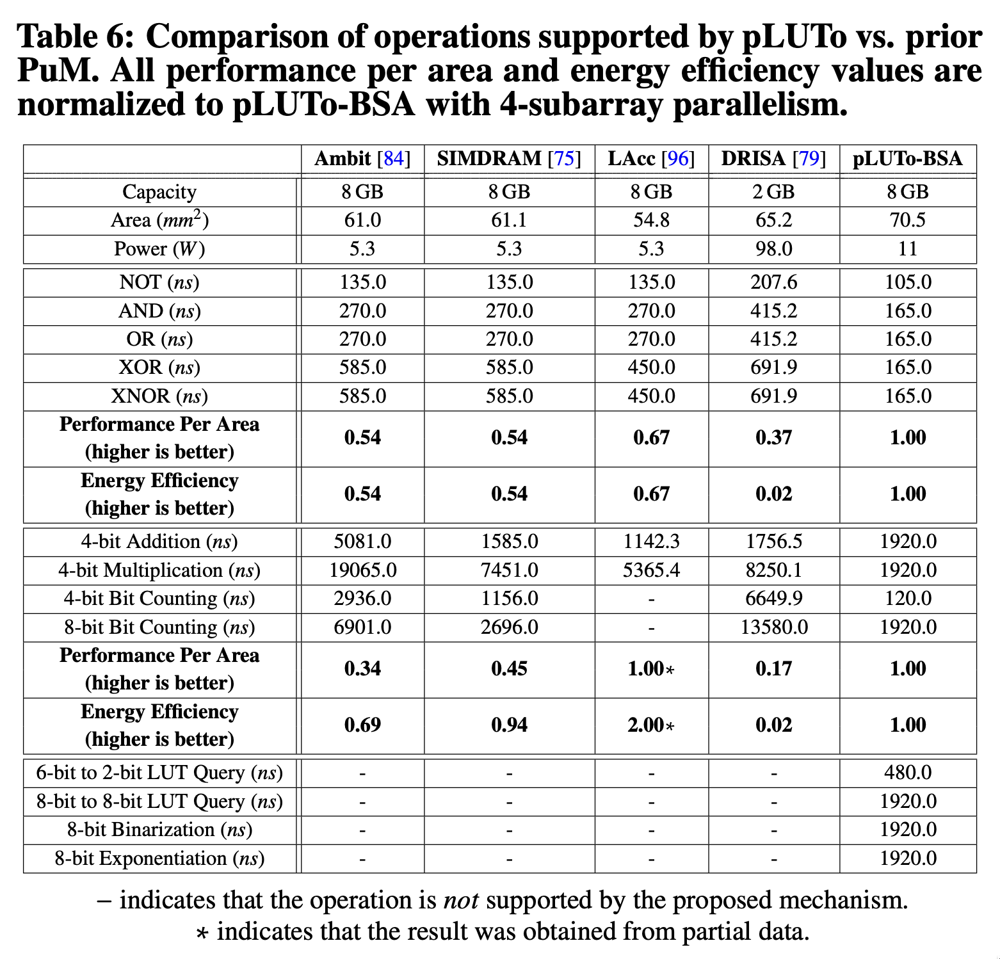 Table 6: Comparison of operations supported by pLUTo vs. prior
PuM. All performance per area and energy efficiency values are
normalized to pLUTo-BSA with 4-subarray parallelism.
Ambit [84] SIMDRAM [75] LAcc [96] DRISA [79] pLUTo-BSA
Capacity 8 GB 8 GB 8 GB 2 GB 8 GB
Area (mm²) 61.0 61.1 54.8 65.2 70.5
Power (W) 5.3 5.3 5.3 98.0 11
NOT (ns) 135.0 135.0 135.0 207.6 105.0
AND (ns) 270.0 270.0 270.0 415.2 165.0
OR (ns) 270.0 270.0 270.0 415.2 165.0
XOR (ns) 585.0 585.0 450.0 691.9 165.0
XNOR (ns) 585.0 585.0 450.0 691.9 165.0
Performance Per Area
(higher is better) 0.54 0.54 0.67 0.37 1.00
Energy Efficiency
(higher is better) 0.54 0.54 0.67 0.02 1.00
4-bit Addition (ns) 5081.0 1585.0 1142.3 1756.5 1920.0
4-bit Multiplication (ns) 19065.0 7451.0 5365.4 8250.1 1920.0
4-bit Bit Counting (ns) 2936.0 1156.0 - 6649.9 120.0
8-bit Bit Counting (ns) 6901.0 2696.0 - 13580.0 1920.0
Performance Per Area
(higher is better) 0.34 0.45 1.00* 0.17 1.00
Energy Efficiency
(higher is better) 0.69 0.94 2.00* 0.02 1.00
6-bit to 2-bit LUT Query (ns) - - - - 480.0
8-bit to 8-bit LUT Query (ns) - - - - 1920.0
8-bit Binarization (ns) - - - - 1920.0
8-bit Exponentiation (ns) - - - - 1920.0
– indicates that the operation is not supported by the proposed mechanism.
* indicates that the result was obtained from partial data.